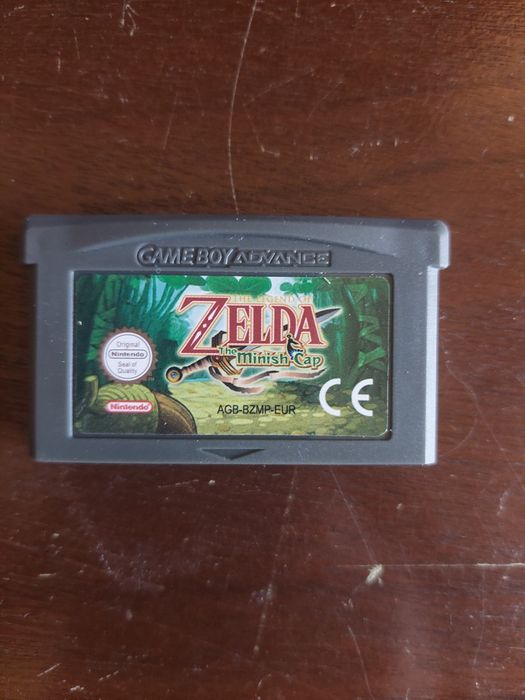 GAME BOY ADVANCE
THE LEGEND OF
ZELDA
The Minish Cap
Original
Nintendo
Seal of
Quality
Nintendo
AGB-BZMP-EUR
CE